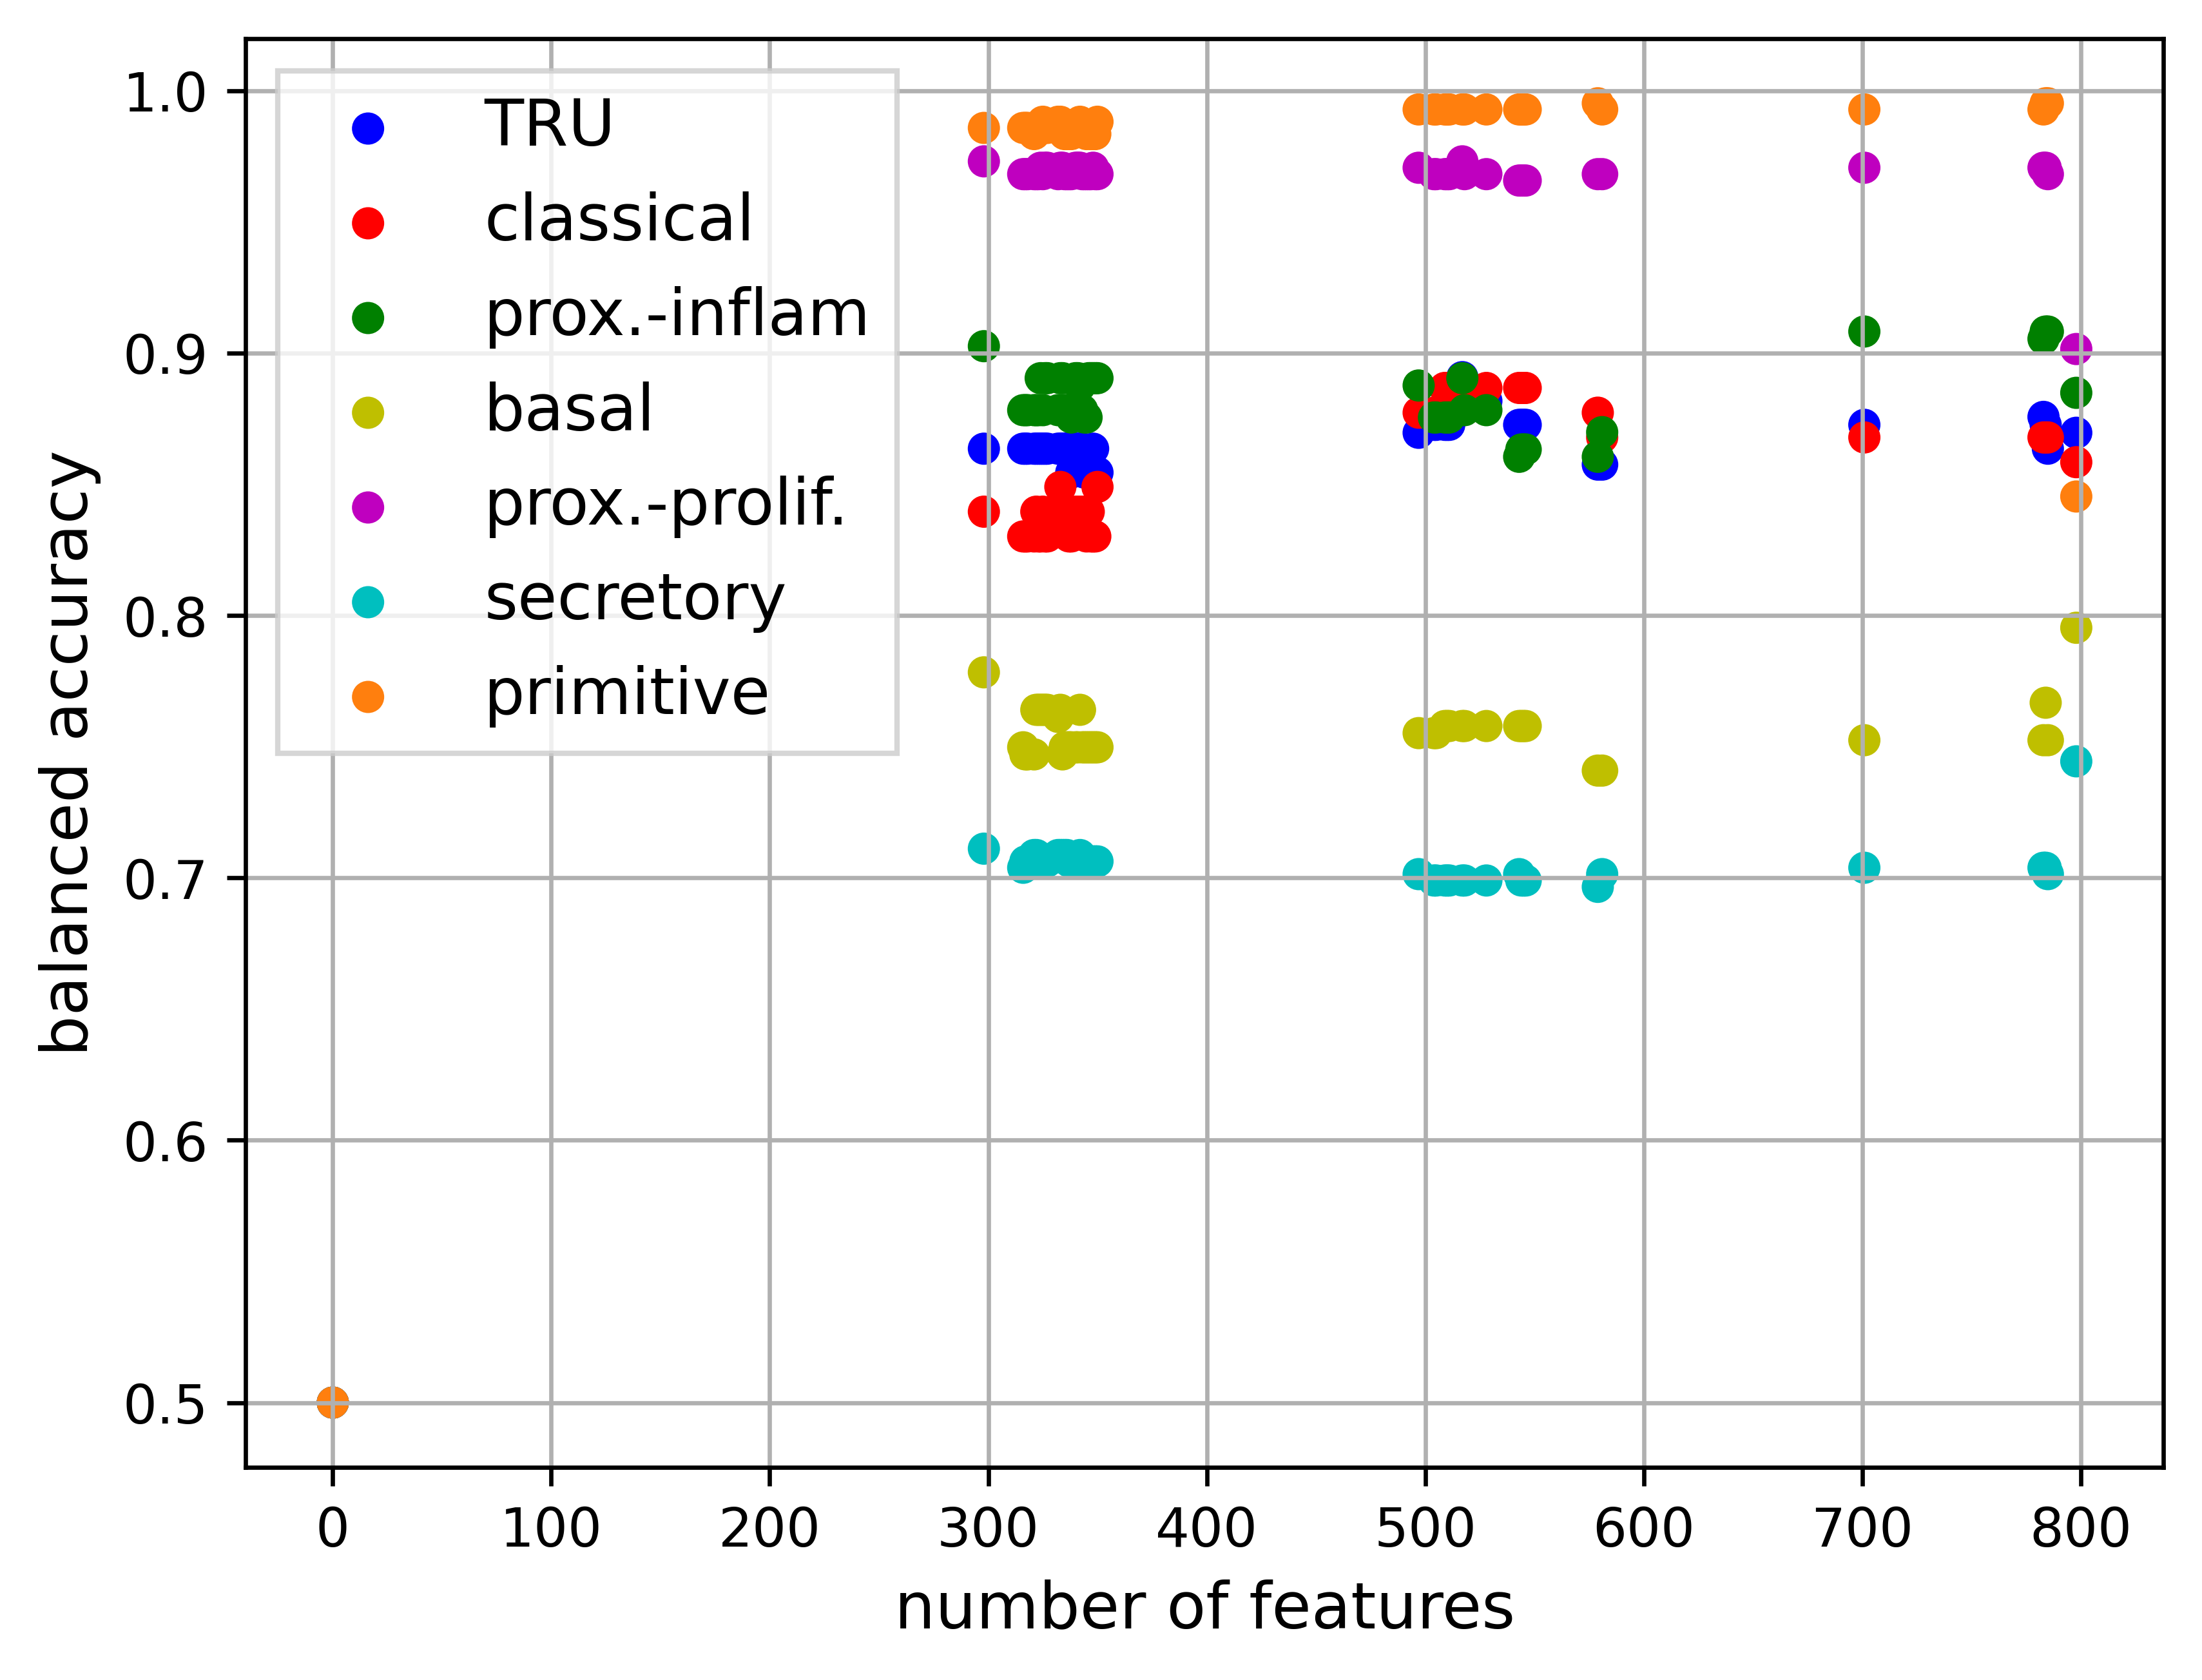 1.0
0.9
0.8
0.7
0.6
0.5
balanced accuracy
TRU
classical
prox.-inflam
basal
prox.-prolif.
secretory
primitive
0 100 200 300 400 500 600 700 800
number of features